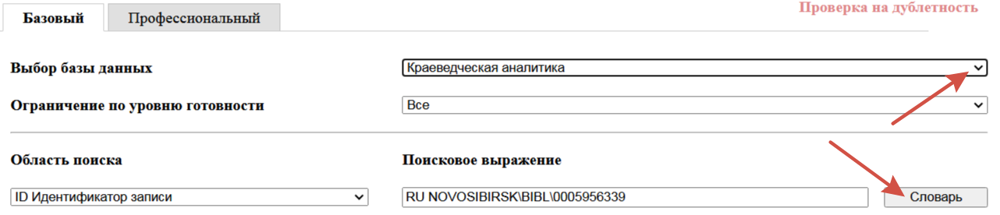 Проверка на дублетность
Базовый Профессиональный
Выбор базы данных Краеведческая аналитика
Ограничение по уровню готовности Все
Область поиска Поисковое выражение
ID Идентификатор записи RU NOVOSIBIRSK\BIBL\0005956339 Словарь